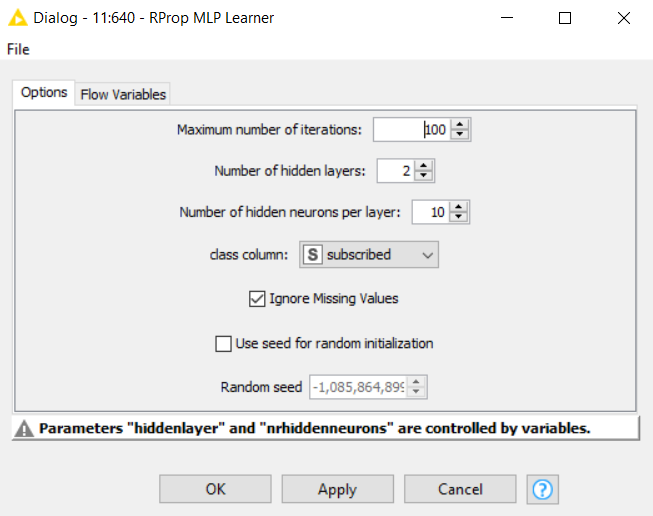 Dialog - 11:640 - RProp MLP Learner
File
Options Flow Variables
Maximum number of iterations: 100
Number of hidden layers: 2
Number of hidden neurons per layer: 10
class column: S subscribed
Ignore Missing Values
Use seed for random initialization
Random seed -1,085,864,899
Parameters "hiddenlayer" and "nrhiddenneurons" are controlled by variables.
OK Apply Cancel ?